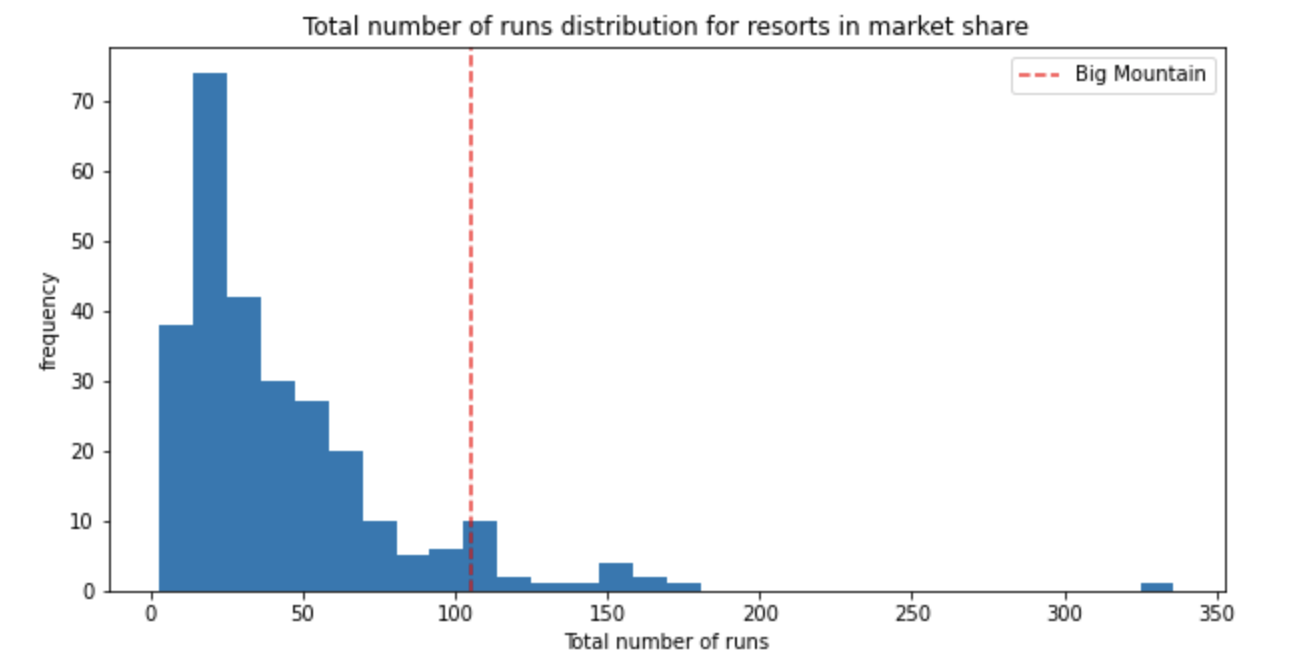 Total number of runs distribution for resorts in market share
Big Mountain
frequency
70
60
50
40
30
20
10
0
0 50 100 150 200 250 300 350
Total number of runs